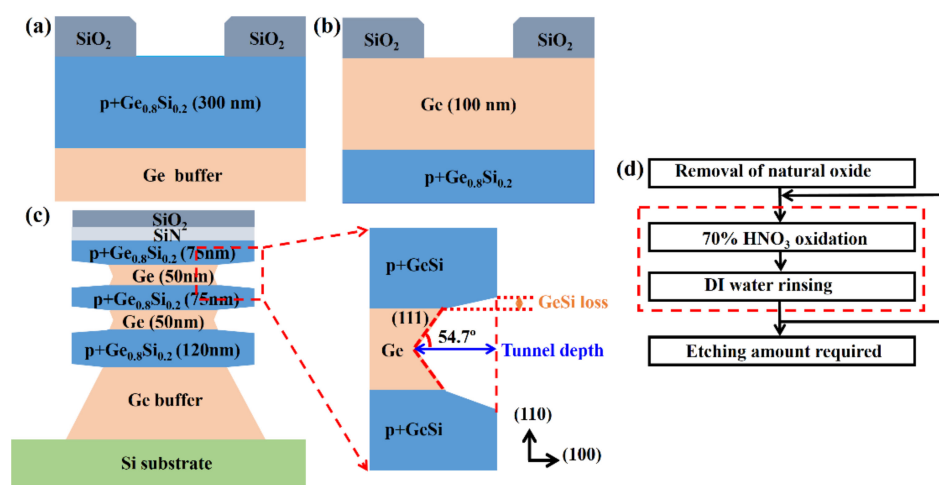 (a)
SiO₂
SiO₂
p+Ge₀.₈Si₀.₂ (300 nm)
Ge buffer
(b)
SiO₂
SiO₂
Ge (100 nm)
p+Ge₀.₈Si₀.₂
(c)
SiO₂
SiN
p+Ge₀.₈Si₀.₂ (75nm)
Ge (50nm)
p+Ge₀.₈Si₀.₂ (75nm)
Ge (50nm)
p+Ge₀.₈Si₀.₂ (120nm)
Ge buffer
Si substrate
p+GeSi
GeSi loss
(111)
54.7°
Ge
Tunnel depth
p+GeSi
(110)
(100)
(d)
Removal of natural oxide
70% HNO₃ oxidation
DI water rinsing
Etching amount required